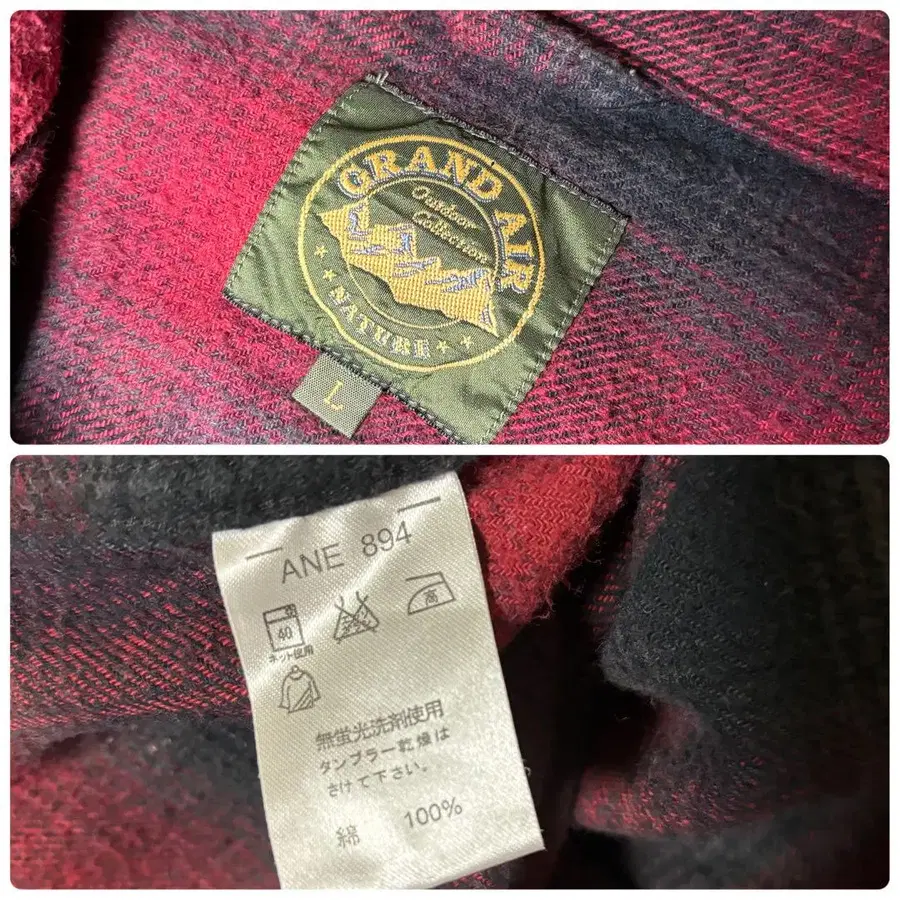 GRAND AIR
Outdoor
Collection
NATURE
L
ANE 894
40
ネット使用
高
無蛍光洗剤使用
タンブラー乾燥は
さけて下さい。
綿 100%